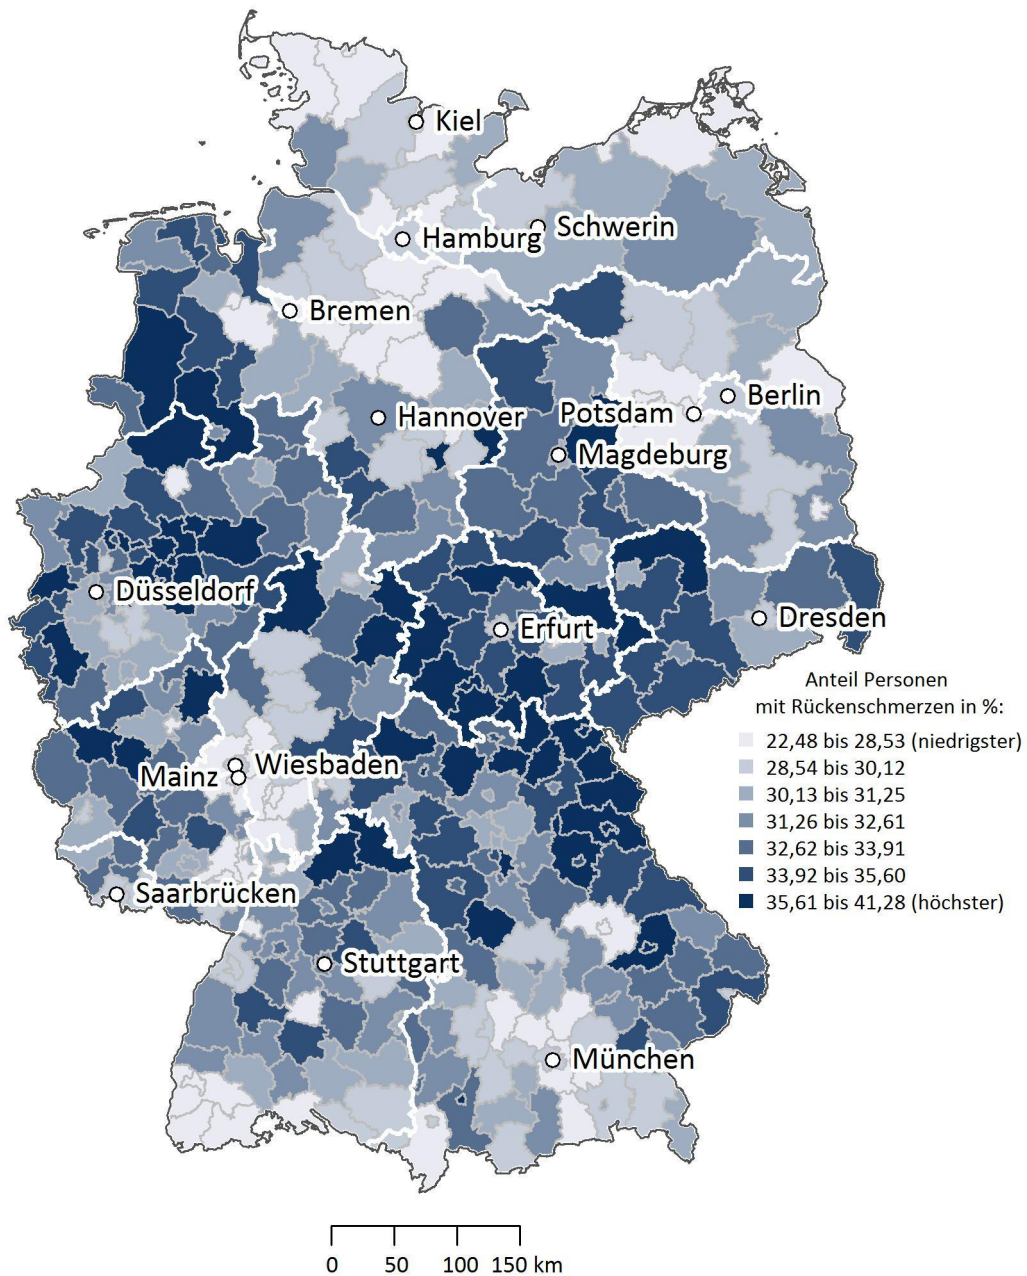 Kiel
Schwerin
Hamburg
Bremen
Berlin
Hannover
Potsdam
Magdeburg
Düsseldorf
Dresden
Erfurt
Wiesbaden
Mainz
Saarbrücken
Stuttgart
München
Anteil Personen
mit Rückenschmerzen in %:
22,48 bis 28,53 (niedrigster)
28,54 bis 30,12
30,13 bis 31,25
31,26 bis 32,61
32,62 bis 33,91
33,92 bis 35,60
35,61 bis 41,28 (höchster)
0 50 100 150 km